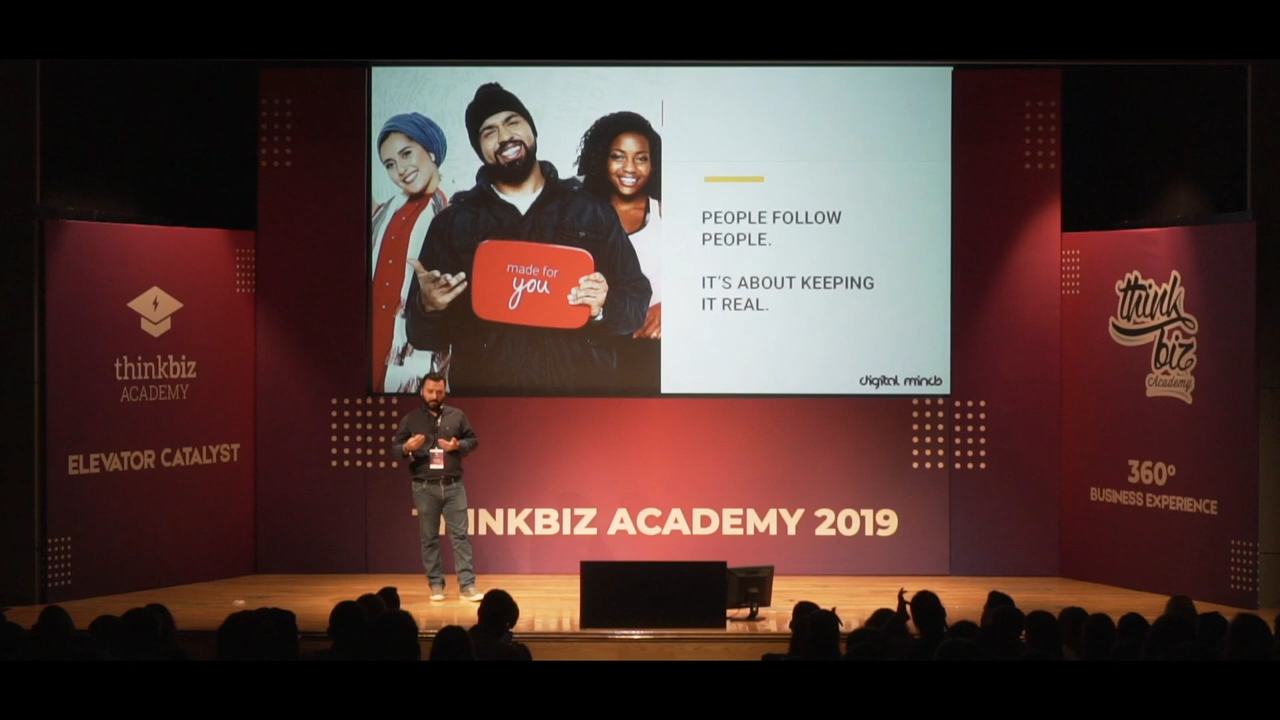 made for
you
PEOPLE FOLLOW
PEOPLE.
IT'S ABOUT KEEPING
IT REAL.
digital minds
thinkbiz
ACADEMY
ELEVATOR CATALYST
THINKBIZ ACADEMY 2019
think
biz
Academy
360°
BUSINESS EXPERIENCE